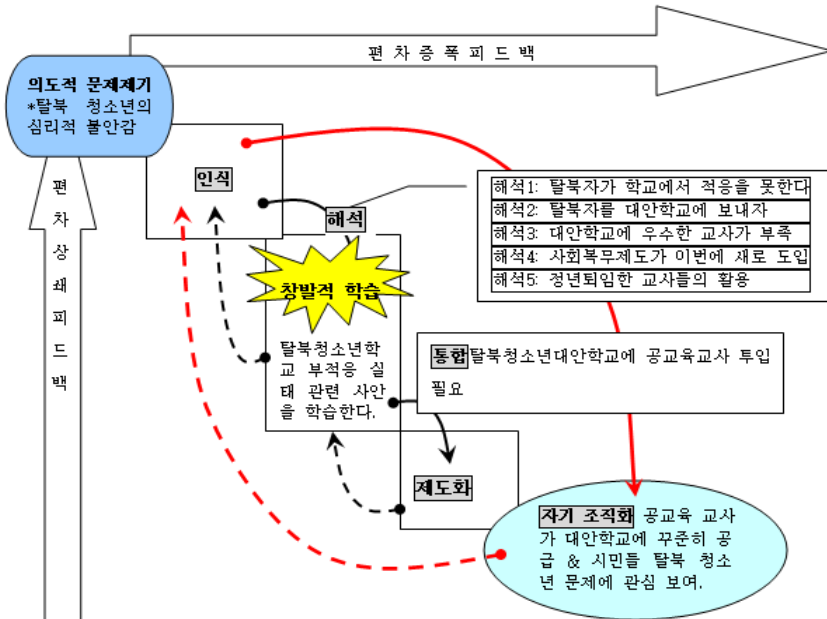 편 차 증 폭 피 드 백
의도적 문제제기
*탈북 청소년의
심리적 불안감
편
차
상
쇄
피
드
백
인식
해석
해석1: 탈북자가 학교에서 적응을 못한다
해석2: 탈북자를 대안학교에 보내자
해석3: 대안학교에 우수한 교사가 부족
해석4: 사회복무제도가 이번에 새로 도입
해석5: 정년퇴임한 교사들의 활용
창발적 학습
탈북청소년학
교 부적응 실
태 관련 사안
을 학습한다.
통합탈북청소년대안학교에 공교육교사 투입
필요
제도화
자기 조직화 공교육 교사
가 대안학교에 꾸준히 공
급 & 시민들 탈북 청소
년 문제에 관심 보여.